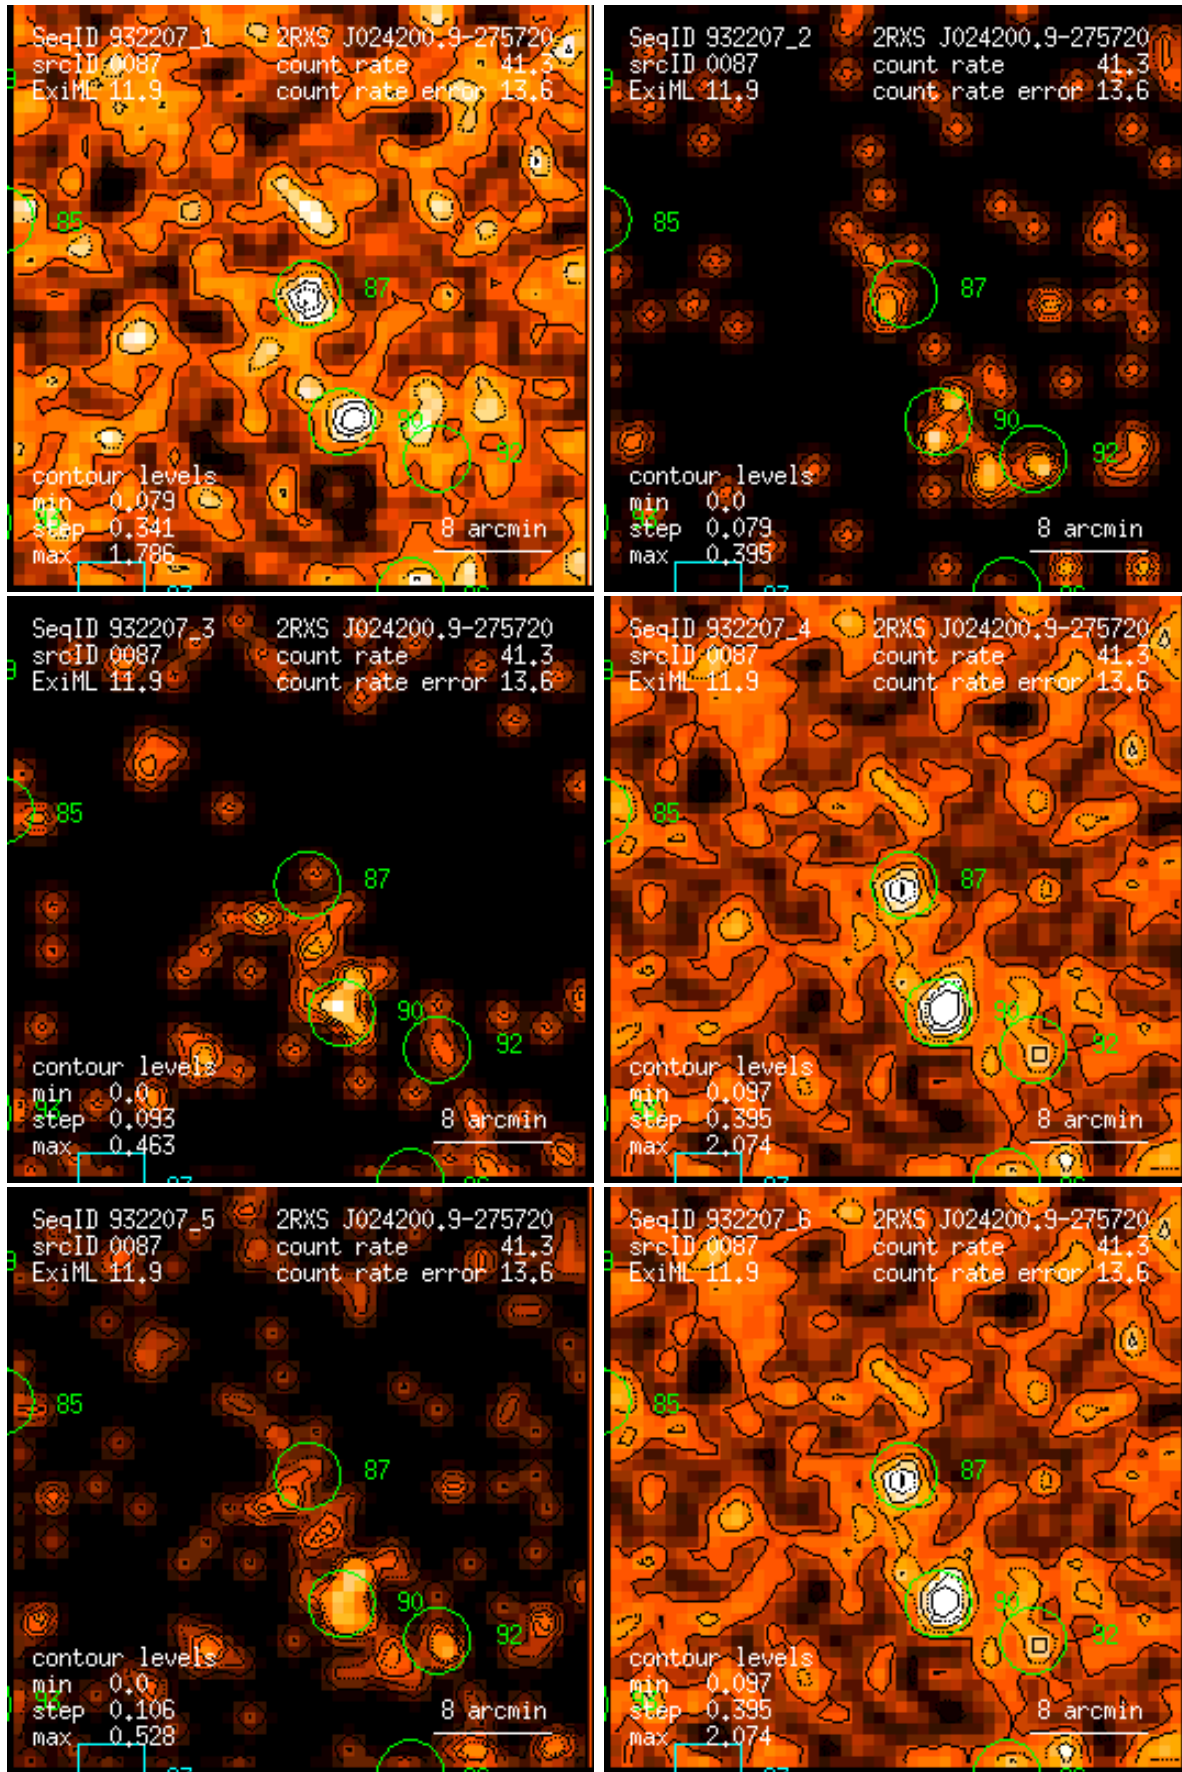 SeqID 932207_1 2RXS J024200.9-275720
srcID 0087 count rate 41.3
ExiML 11.9 count rate error 13.6
85
87
90
92
contour levels
min 0.079
step 0.341
max 1.786
8 arcmin
SeqID 932207_2 2RXS J024200.9-275720
srcID 0087 count rate 41.3
ExiML 11.9 count rate error 13.6
85
87
90
92
contour levels
min 0.0
step 0.079
max 0.395
8 arcmin
SeqID 932207_3 2RXS J024200.9-275720
srcID 0087 count rate 41.3
ExiML 11.9 count rate error 13.6
85
87
90
92
contour levels
min 0.0
step 0.093
max 0.463
8 arcmin
SeqID 932207_4 2RXS J024200.9-275720
srcID 0087 count rate 41.3
ExiML 11.9 count rate error 13.6
85
87
90
92
contour levels
min 0.097
step 0.395
max 2.074
8 arcmin
SeqID 932207_5 2RXS J024200.9-275720
srcID 0087 count rate 41.3
ExiML 11.9 count rate error 13.6
85
87
90
92
contour levels
min 0.0
step 0.106
max 0.528
8 arcmin
SeqID 932207_6 2RXS J024200.9-275720
srcID 0087 count rate 41.3
ExiML 11.9 count rate error 13.6
85
87
90
92
contour levels
min 0.097
step 0.395
max 2.074
8 arcmin